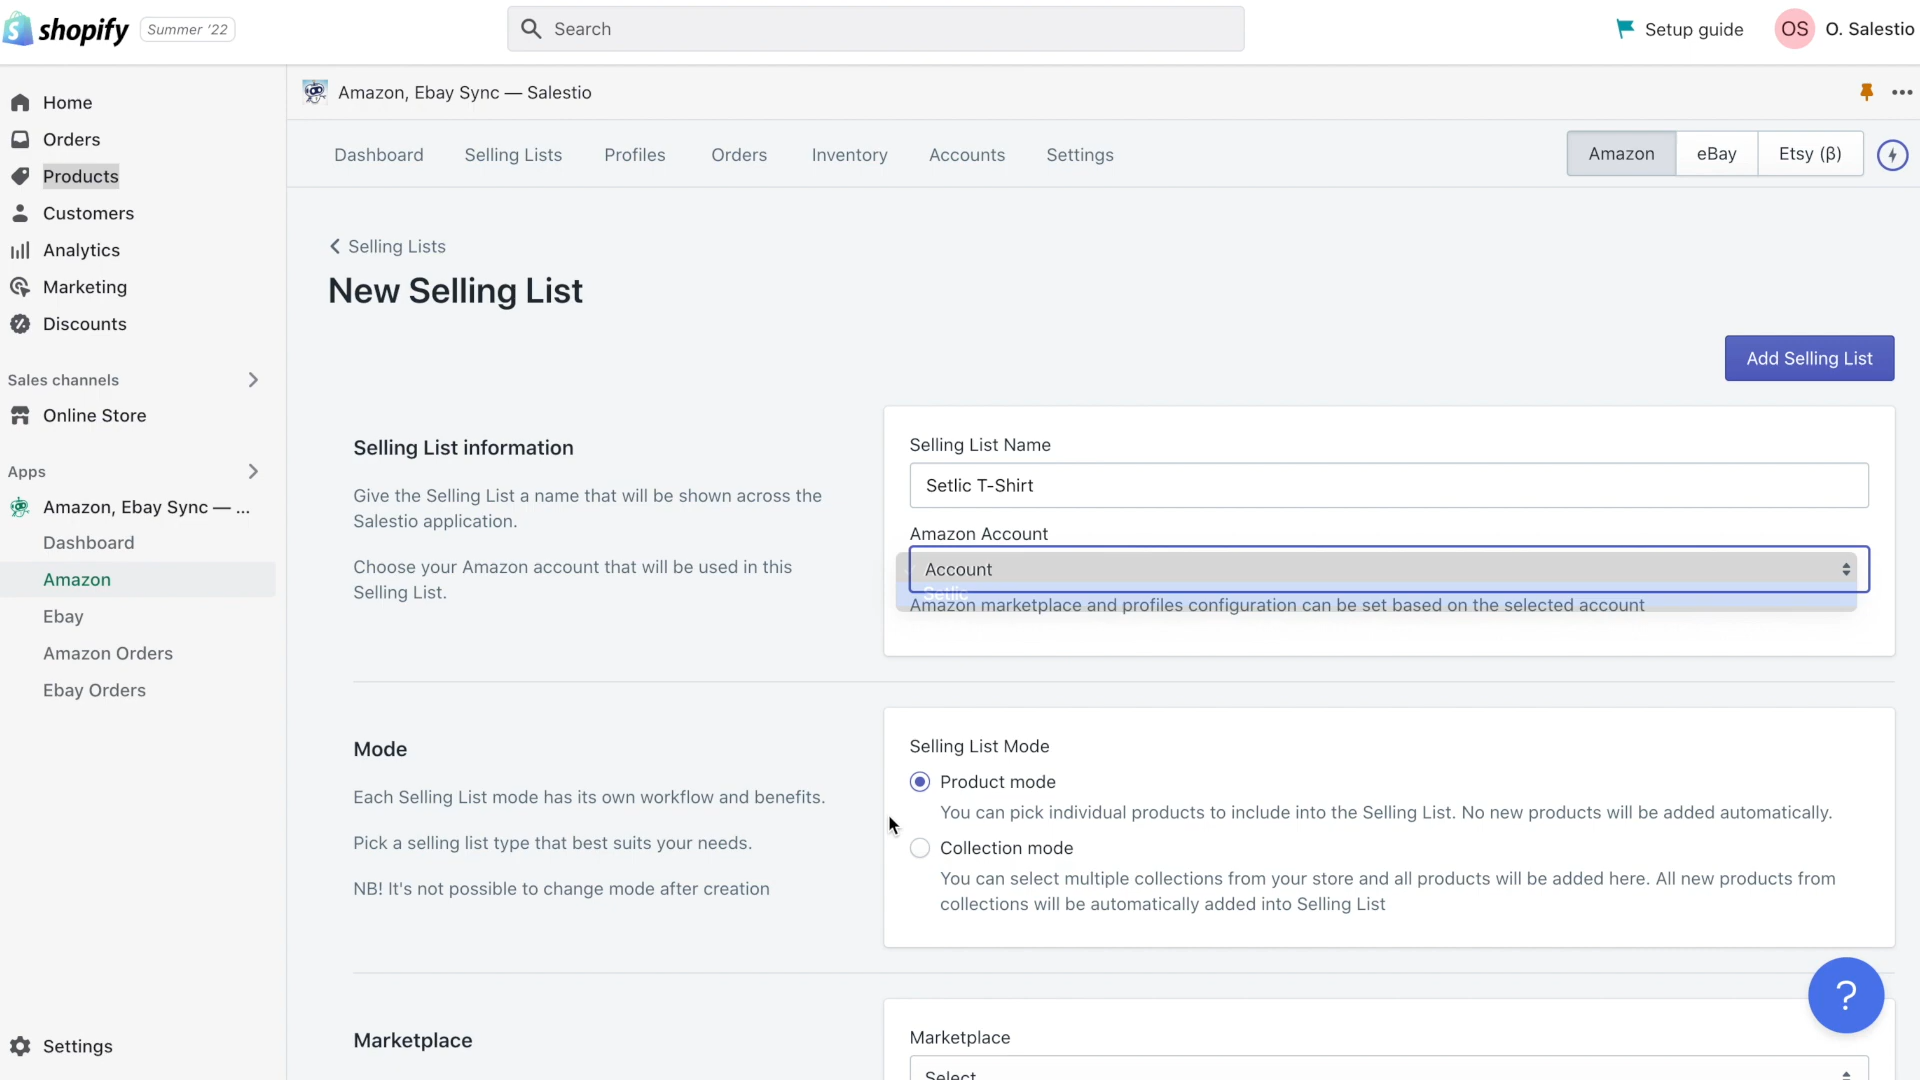 shopify Summer '22
Search
Setup guide
OS
O. Salestio
Home
Orders
Products
Customers
Analytics
Marketing
Discounts
Sales channels
Online Store
Apps
Amazon, Ebay Sync — ...
Dashboard
Amazon
Ebay
Amazon Orders
Ebay Orders
Settings
Amazon, Ebay Sync — Salestio
Dashboard Selling Lists Profiles Orders Inventory Accounts Settings
Amazon eBay Etsy (β)
Selling Lists
New Selling List
Add Selling List
Selling List information
Give the Selling List a name that will be shown across the
Salestio application.
Choose your Amazon account that will be used in this
Selling List.
Selling List Name
Setlic T-Shirt
Amazon Account
Account
Setlic
Amazon marketplace and profiles configuration can be set based on the selected account
Mode
Each Selling List mode has its own workflow and benefits.
Pick a selling list type that best suits your needs.
NB! It's not possible to change mode after creation
Selling List Mode
Product mode
You can pick individual products to include into the Selling List. No new products will be added automatically.
Collection mode
You can select multiple collections from your store and all products will be added here. All new products from
collections will be automatically added into Selling List
?
Marketplace
Marketplace
Select